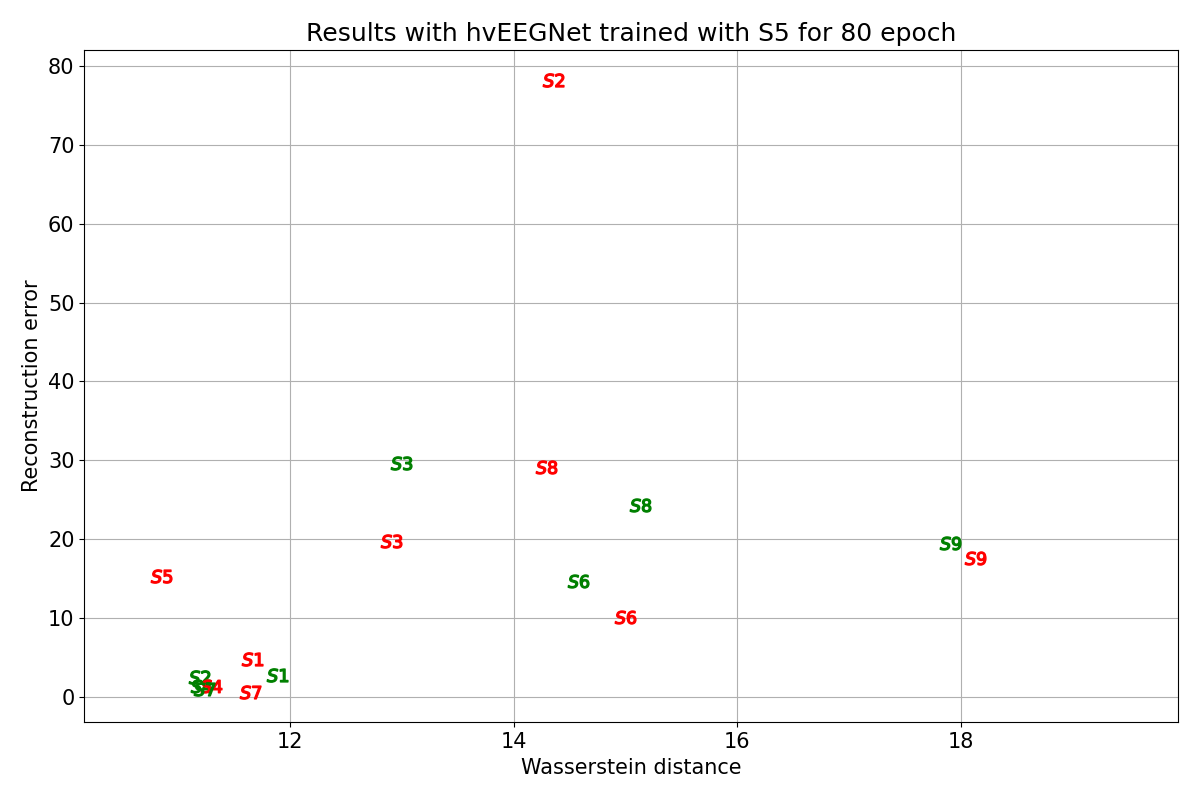 Results with hvEEGNet trained with S5 for 80 epoch
80
70
60
50
40
30
20
10
0
Reconstruction error
S2
S3
S8
S8
S3
S9
S9
S5
S6
S6
S1
S1
S2
S7
S7
12
14
16
18
Wasserstein distance